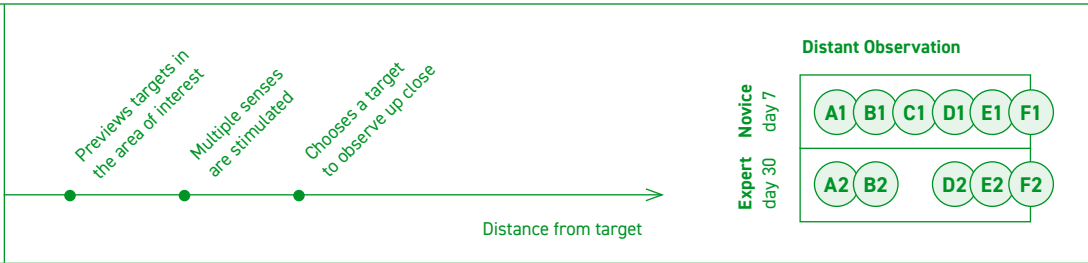 Previews targets in
the area of interest
Multiple senses
are stimulated
Chooses a target
to observe up close
Distance from target
Distant Observation
Novice
day 7
A1 B1 C1 D1 E1 F1
Expert
day 30
A2 B2 D2 E2 F2